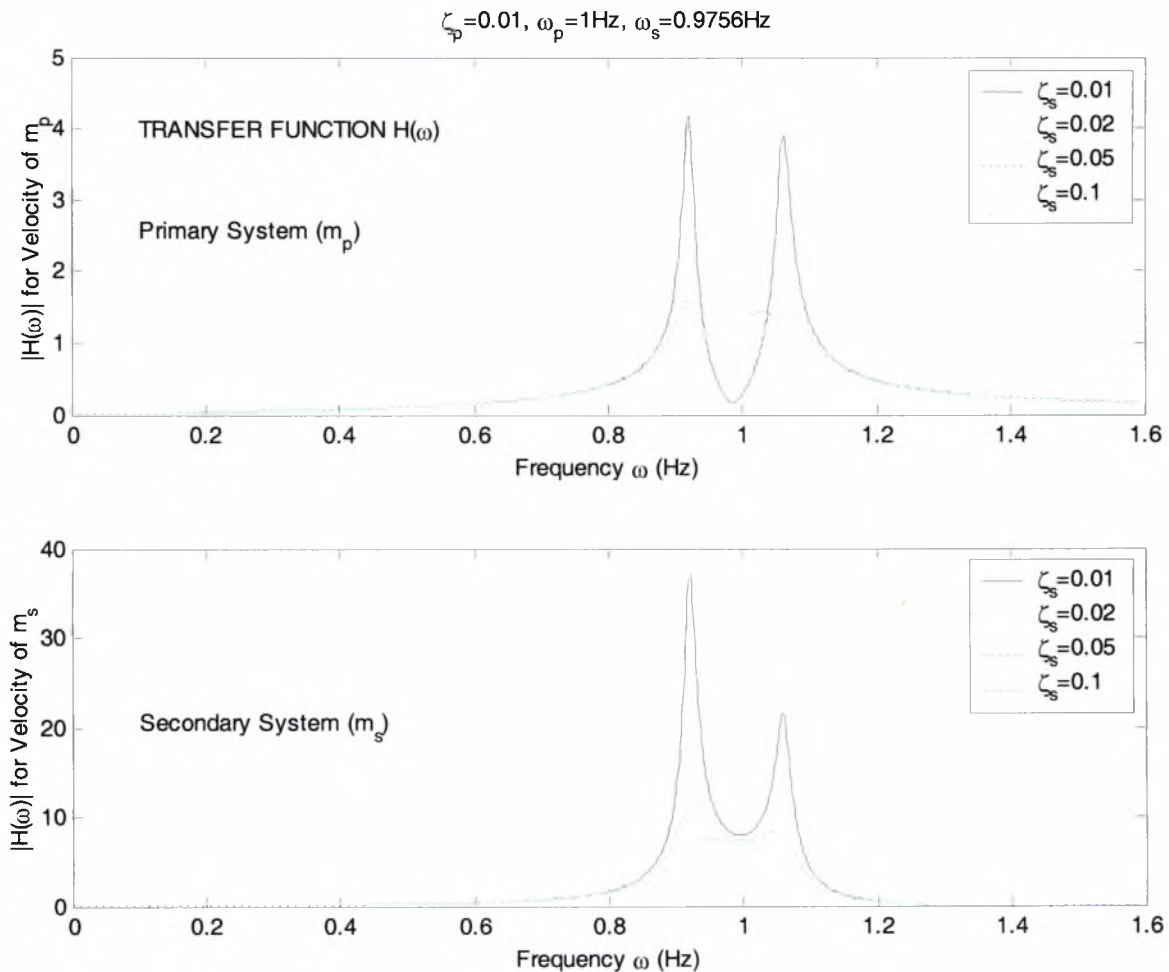 ζp=0.01, ωp=1Hz, ωs=0.9756Hz
5
4
3
2
1
0
|H(ω)| for Velocity of mp
TRANSFER FUNCTION H(ω)
Primary System (mp)
ζs=0.01
ζs=0.02
ζs=0.05
ζs=0.1
0 0.2 0.4 0.6 0.8 1 1.2 1.4 1.6
Frequency ω (Hz)
40
30
20
10
0
|H(ω)| for Velocity of ms
Secondary System (ms)
ζs=0.01
ζs=0.02
ζs=0.05
ζs=0.1
0 0.2 0.4 0.6 0.8 1 1.2 1.4 1.6
Frequency ω (Hz)